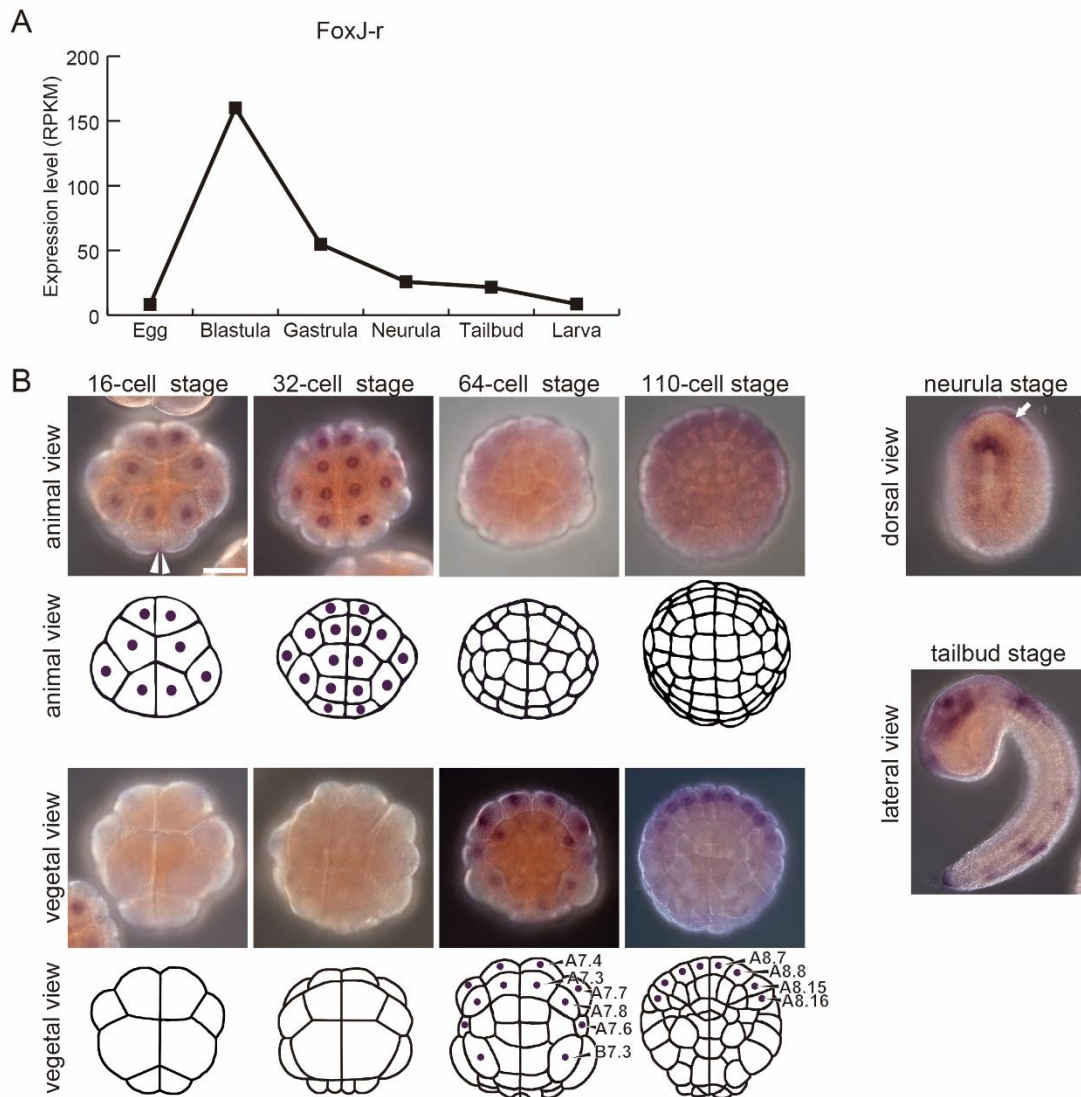 A
FoxJ-r
Expression level (RPKM)
200
150
100
50
0
Egg Blastula Gastrula Neurula Tailbud Larva
B
16-cell stage 32-cell stage 64-cell stage 110-cell stage neurula stage
animal view
dorsal view
animal view
tailbud stage
lateral view
vegetal view
vegetal view
A7.4
A7.3
A7.7
A7.8
A7.6
B7.3
A8.7
A8.8
A8.15
A8.16